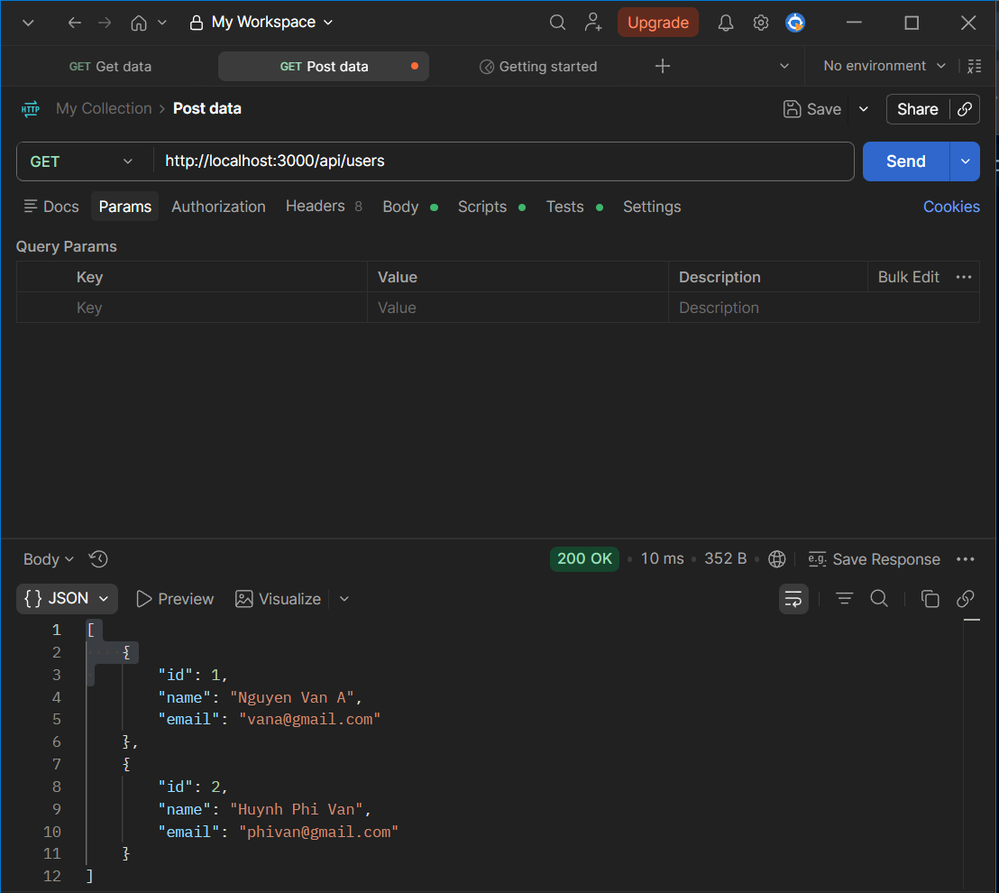 My Workspace Upgrade
GET Get data GET Post data Getting started No environment
HTTP My Collection > Post data Save Share
GET http://localhost:3000/api/users Send
Docs Params Authorization Headers 8 Body Scripts Tests Settings Cookies
Query Params
Key Value Description Bulk Edit
Key Value Description
Body 200 OK 10 ms 352 B e.g. Save Response
{} JSON Preview Visualize
1 [
2 {
3 "id": 1,
4 "name": "Nguyen Van A",
5 "email": "vana@gmail.com"
6 },
7 {
8 "id": 2,
9 "name": "Huynh Phi Van",
10 "email": "phivan@gmail.com"
11 }
12 ]